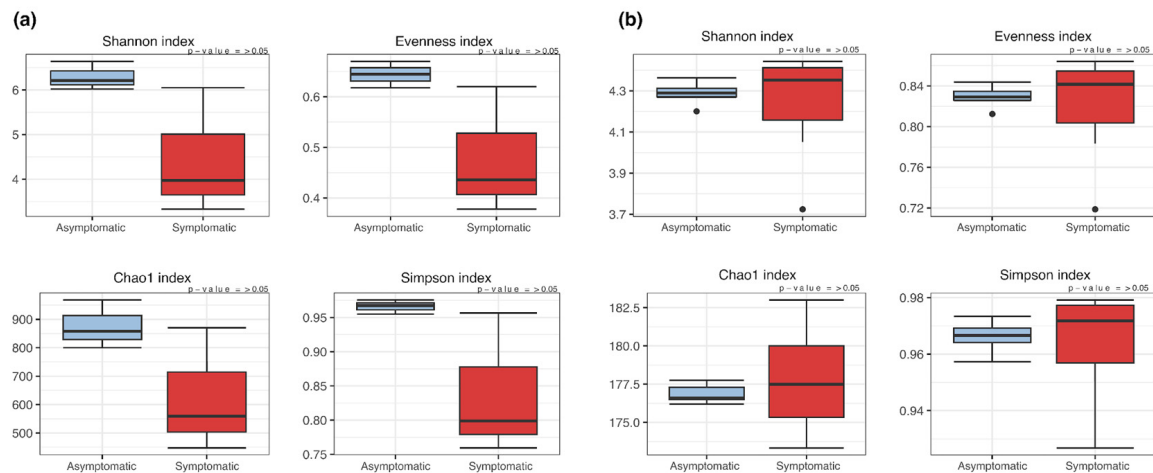 (a)
Shannon index
p-value = >0.05
6
5
4
Asymptomatic
Symptomatic
Evenness index
p-value = >0.05
0.6
0.5
0.4
Asymptomatic
Symptomatic
Chao1 index
p-value = >0.05
900
800
700
600
500
Asymptomatic
Symptomatic
Simpson index
p-value = >0.05
0.95
0.90
0.85
0.80
0.75
Asymptomatic
Symptomatic
(b)
Shannon index
p-value = >0.05
4.3
4.1
3.9
3.7
Asymptomatic
Symptomatic
Evenness index
p-value = >0.05
0.84
0.80
0.76
0.72
Asymptomatic
Symptomatic
Chao1 index
p-value = >0.05
182.5
180.0
177.5
175.0
Asymptomatic
Symptomatic
Simpson index
p-value = >0.05
0.98
0.96
0.94
Asymptomatic
Symptomatic